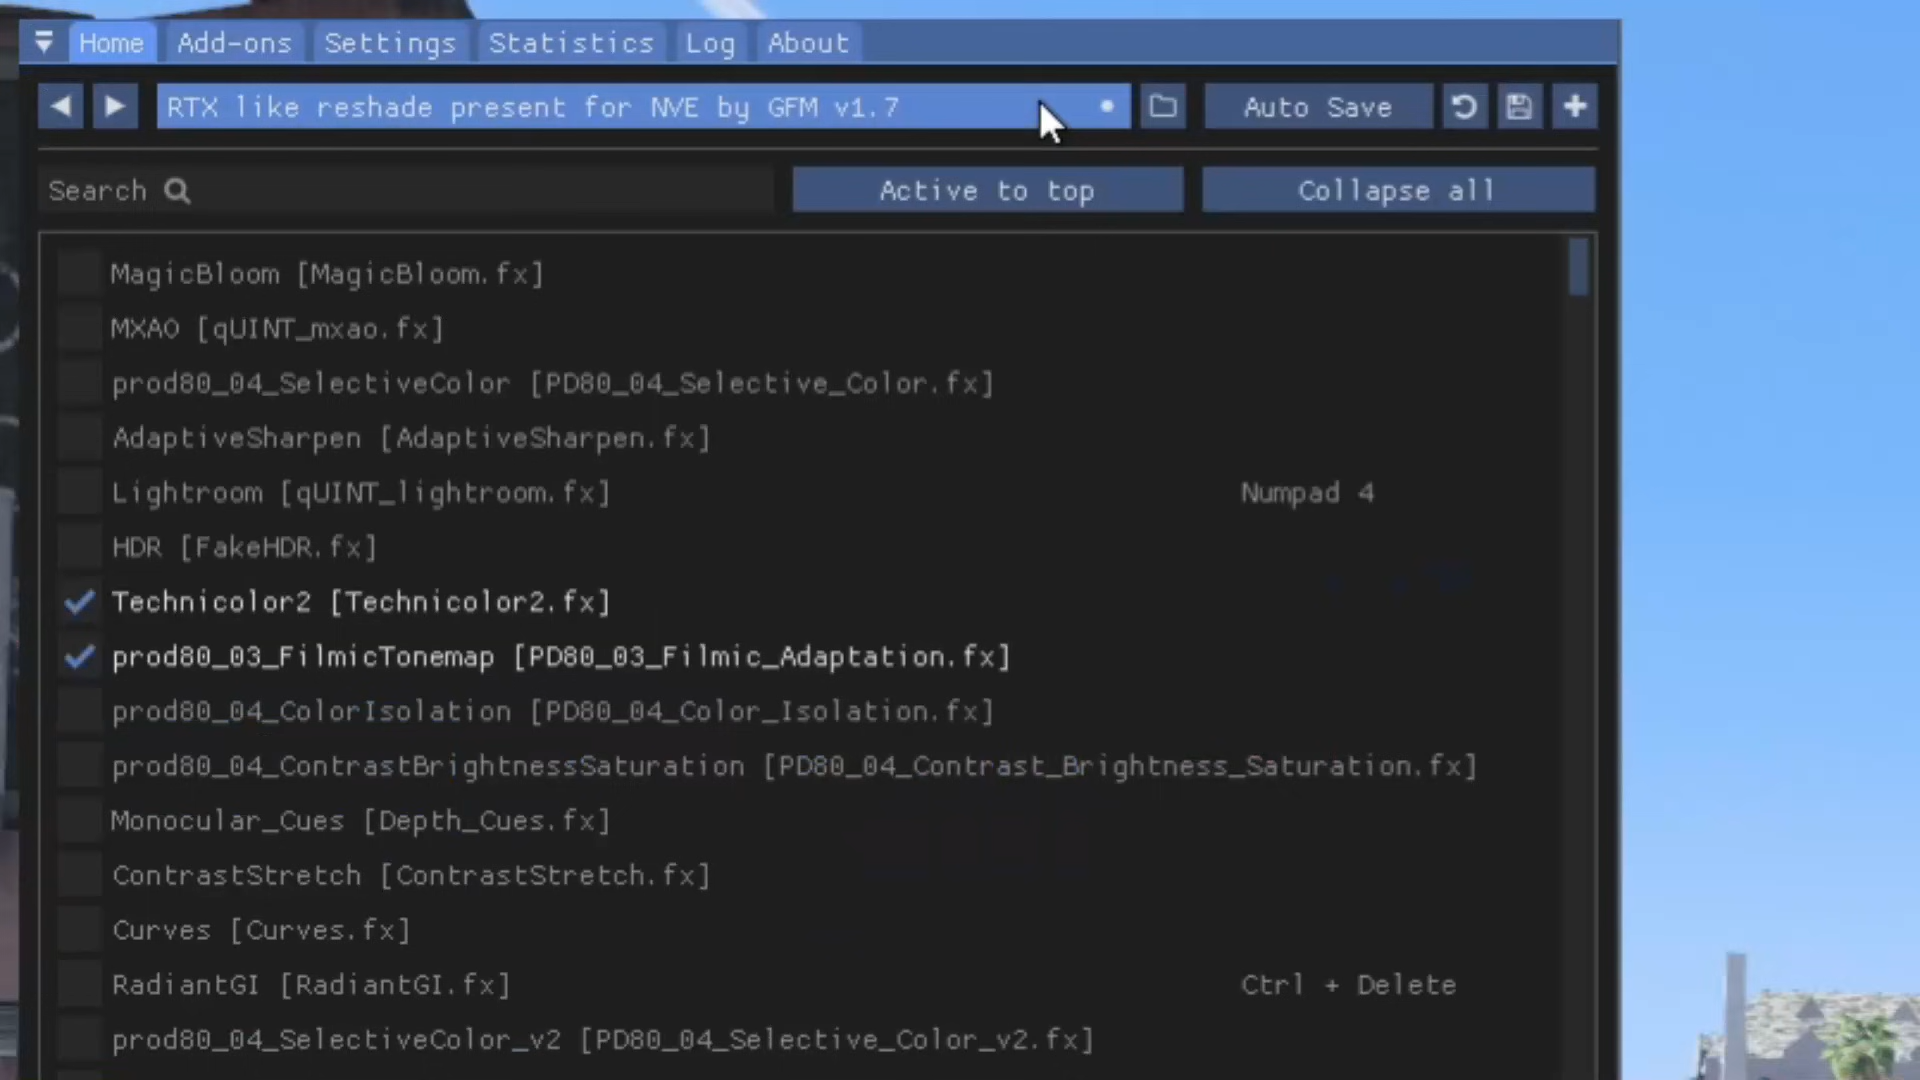 Home Add-ons Settings Statistics Log About
RTX like reshade present for NVE by GFM v1.7
Auto Save
Search
Active to top
Collapse all
MagicBloom [MagicBloom.fx]
MXAO [qUINT_mxao.fx]
prod80_04_SelectiveColor [PD80_04_Selective_Color.fx]
AdaptiveSharpen [AdaptiveSharpen.fx]
Lightroom [qUINT_lightroom.fx] Numpad 4
HDR [FakeHDR.fx]
Technicolor2 [Technicolor2.fx]
prod80_03_FilmicTonemap [PD80_03_Filmic_Adaptation.fx]
prod80_04_ColorIsolation [PD80_04_Color_Isolation.fx]
prod80_04_ContrastBrightnessSaturation [PD80_04_Contrast_Brightness_Saturation.fx]
Monocular_Cues [Depth_Cues.fx]
ContrastStretch [ContrastStretch.fx]
Curves [Curves.fx]
RadiantGI [RadiantGI.fx] Ctrl + Delete
prod80_04_SelectiveColor_v2 [PD80_04_Selective_Color_v2.fx]